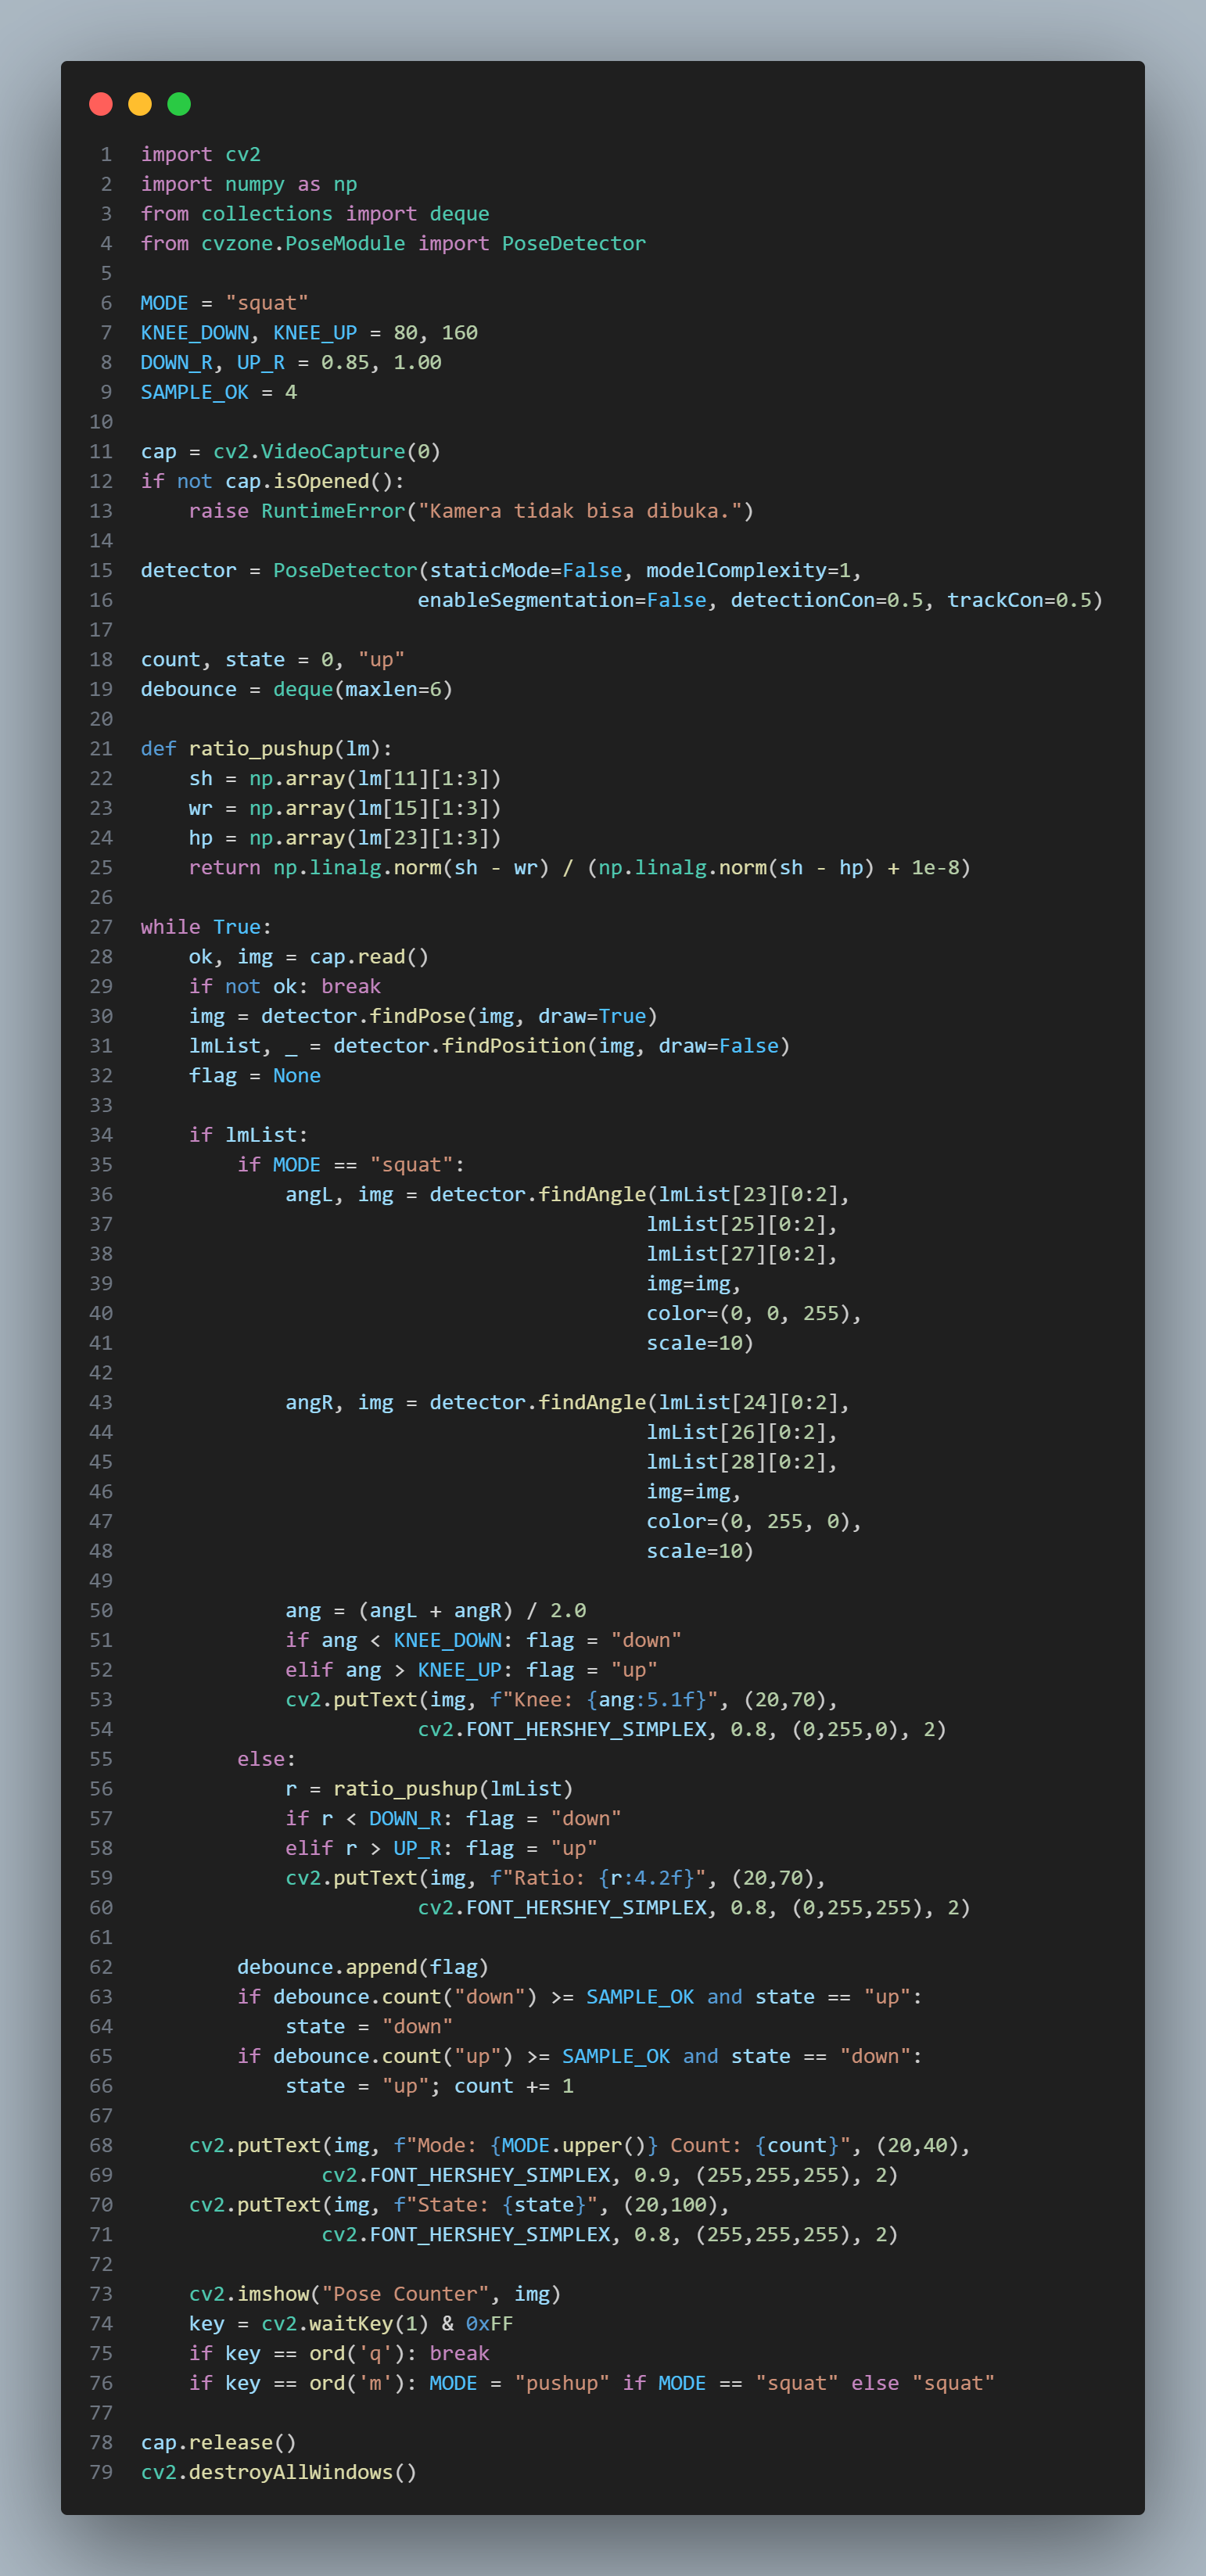 1 import cv2
2 import numpy as np
3 from collections import deque
4 from cvzone.PoseModule import PoseDetector
5
6 MODE = "squat"
7 KNEE_DOWN, KNEE_UP = 80, 160
8 DOWN_R, UP_R = 0.85, 1.00
9 SAMPLE_OK = 4
10
11 cap = cv2.VideoCapture(0)
12 if not cap.isOpened():
13     raise RuntimeError("Kamera tidak bisa dibuka.")
14
15 detector = PoseDetector(staticMode=False, modelComplexity=1,
16                        enableSegmentation=False, detectionCon=0.5, trackCon=0.5)
17
18 count, state = 0, "up"
19 debounce = deque(maxlen=6)
20
21 def ratio_pushup(lm):
22     sh = np.array(lm[11][1:3])
23     wr = np.array(lm[15][1:3])
24     hp = np.array(lm[23][1:3])
25     return np.linalg.norm(sh - wr) / (np.linalg.norm(sh - hp) + 1e-8)
26
27 while True:
28     ok, img = cap.read()
29     if not ok: break
30     img = detector.findPose(img, draw=True)
31     lmList, _ = detector.findPosition(img, draw=False)
32     flag = None
33
34     if lmList:
35         if MODE == "squat":
36             angL, img = detector.findAngle(lmList[23][0:2],
37                                           lmList[25][0:2],
38                                           lmList[27][0:2],
39                                           img=img,
40                                           color=(0, 0, 255),
41                                           scale=10)
42
43             angR, img = detector.findAngle(lmList[24][0:2],
44                                           lmList[26][0:2],
45                                           lmList[28][0:2],
46                                           img=img,
47                                           color=(0, 255, 0),
48                                           scale=10)
49
50             ang = (angL + angR) / 2.0
51             if ang < KNEE_DOWN: flag = "down"
52             elif ang > KNEE_UP: flag = "up"
53             cv2.putText(img, f"Knee: {ang:5.1f}", (20,70),
54                        cv2.FONT_HERSHEY_SIMPLEX, 0.8, (0,255,0), 2)
55         else:
56             r = ratio_pushup(lmList)
57             if r < DOWN_R: flag = "down"
58             elif r > UP_R: flag = "up"
59             cv2.putText(img, f"Ratio: {r:4.2f}", (20,70),
60                        cv2.FONT_HERSHEY_SIMPLEX, 0.8, (0,255,255), 2)
61
62         debounce.append(flag)
63         if debounce.count("down") >= SAMPLE_OK and state == "up":
64             state = "down"
65         if debounce.count("up") >= SAMPLE_OK and state == "down":
66             state = "up"; count += 1
67
68     cv2.putText(img, f"Mode: {MODE.upper()} Count: {count}", (20,40),
69                cv2.FONT_HERSHEY_SIMPLEX, 0.9, (255,255,255), 2)
70     cv2.putText(img, f"State: {state}", (20,100),
71                cv2.FONT_HERSHEY_SIMPLEX, 0.8, (255,255,255), 2)
72
73     cv2.imshow("Pose Counter", img)
74     key = cv2.waitKey(1) & 0xFF
75     if key == ord('q'): break
76     if key == ord('m'): MODE = "pushup" if MODE == "squat" else "squat"
77
78 cap.release()
79 cv2.destroyAllWindows()